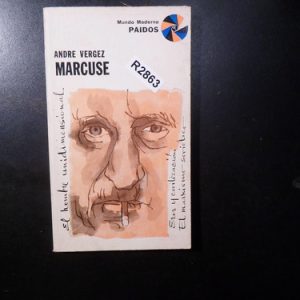 Mundo Moderno
PAIDOS
ANDRE VERGEZ
MARCUSE
R2863
El hombre unidimensional
Eros y civilización
El marxismo soviético